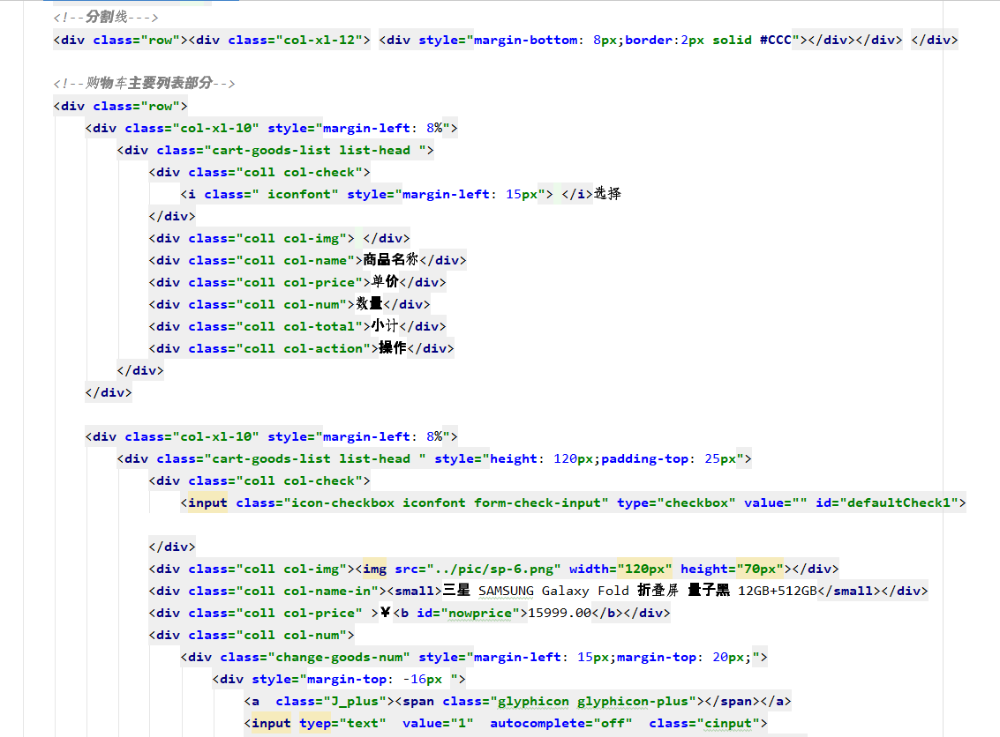 <!--分割线--->
<div class="row"><div class="col-xl-12"> <div style="margin-bottom: 8px;border:2px solid #CCC"></div></div> </div>
<!--购物车主要列表部分-->
<div class="row">
<div class="col-xl-10" style="margin-left: 8%">
<div class="cart-goods-list list-head ">
<div class="coll col-check">
<i class=" iconfont" style="margin-left: 15px"> </i>选择
</div>
<div class="coll col-img"> </div>
<div class="coll col-name">商品名称</div>
<div class="coll col-price">单价</div>
<div class="coll col-num">数量</div>
<div class="coll col-total">小计</div>
<div class="coll col-action">操作</div>
</div>
</div>
<div class="col-xl-10" style="margin-left: 8%">
<div class="cart-goods-list list-head " style="height: 120px;padding-top: 25px">
<div class="coll col-check">
<input class="icon-checkbox iconfont form-check-input" type="checkbox" value="" id="defaultCheck1">
</div>
<div class="coll col-img"><img src="../pic/sp-6.png" width="120px" height="70px"></div>
<div class="coll col-name-in"><small>三星 SAMSUNG Galaxy Fold 折叠屏 量子黑 12GB+512GB</small></div>
<div class="coll col-price" >￥<b id="nowprice">15999.00</b></div>
<div class="coll col-num">
<div class="change-goods-num" style="margin-left: 15px;margin-top: 20px;">
<div style="margin-top: -16px ">
<a  class="J_plus"><span class="glyphicon glyphicon-plus"></span></a>
<input tyep="text"  value="1"  autocomplete="off"  class="cinput">